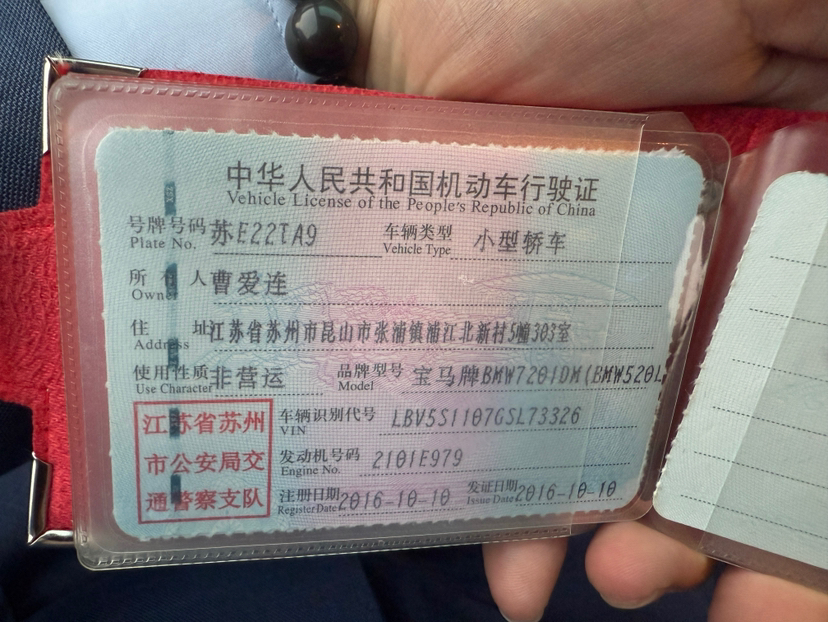 中华人民共和国机动车行驶证
Vehicle License of the People's Republic of China
号牌号码 苏E22TA9 车辆类型 小型轿车
Plate No. Vehicle Type
所有人 曹爱连
Owner
住址 江苏省苏州市昆山市张浦镇浦江北新村5幢303室
Address
使用性质 非营运 品牌型号 宝马牌BMW7201DM(BMW520L
Use Character Model
江苏省苏州
市公安局交
通警察支队
车辆识别代号 LBV5S1107GSL73326
VIN
发动机号码 2101E979
Engine No.
注册日期 2016-10-10 发证日期 2016-10-10
Register Date Issue Date